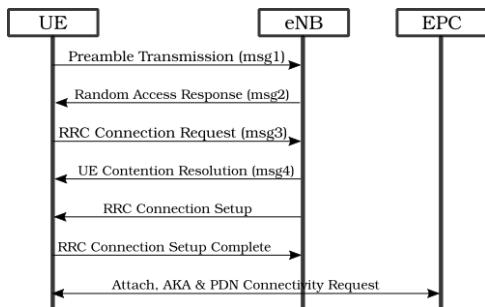 UE eNB EPC
Preamble Transmission (msg1)
Random Access Response (msg2)
RRC Connection Request (msg3)
UE Contention Resolution (msg4)
RRC Connection Setup
RRC Connection Setup Complete
Attach, AKA & PDN Connectivity Request